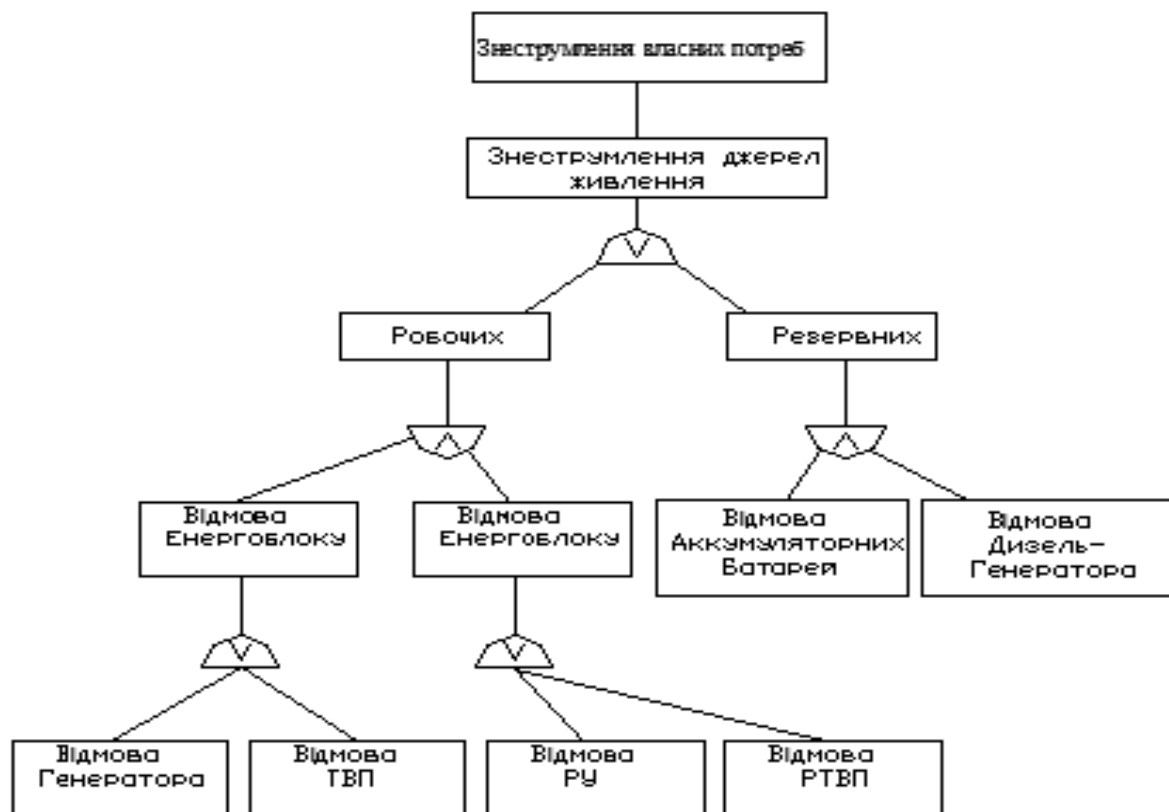 Знеструмлення власних потреб
Знеструмлення джерел
живлення
V
Робочих
Резервних
Λ
Λ
Відмова
Енергоблоку
Відмова
Енергоблоку
Відмова
Аккумуляторних
Батарей
Відмова
Дизель-
Генератора
V
V
Відмова
Генератора
Відмова
ТВП
Відмова
РУ
Відмова
РТВП